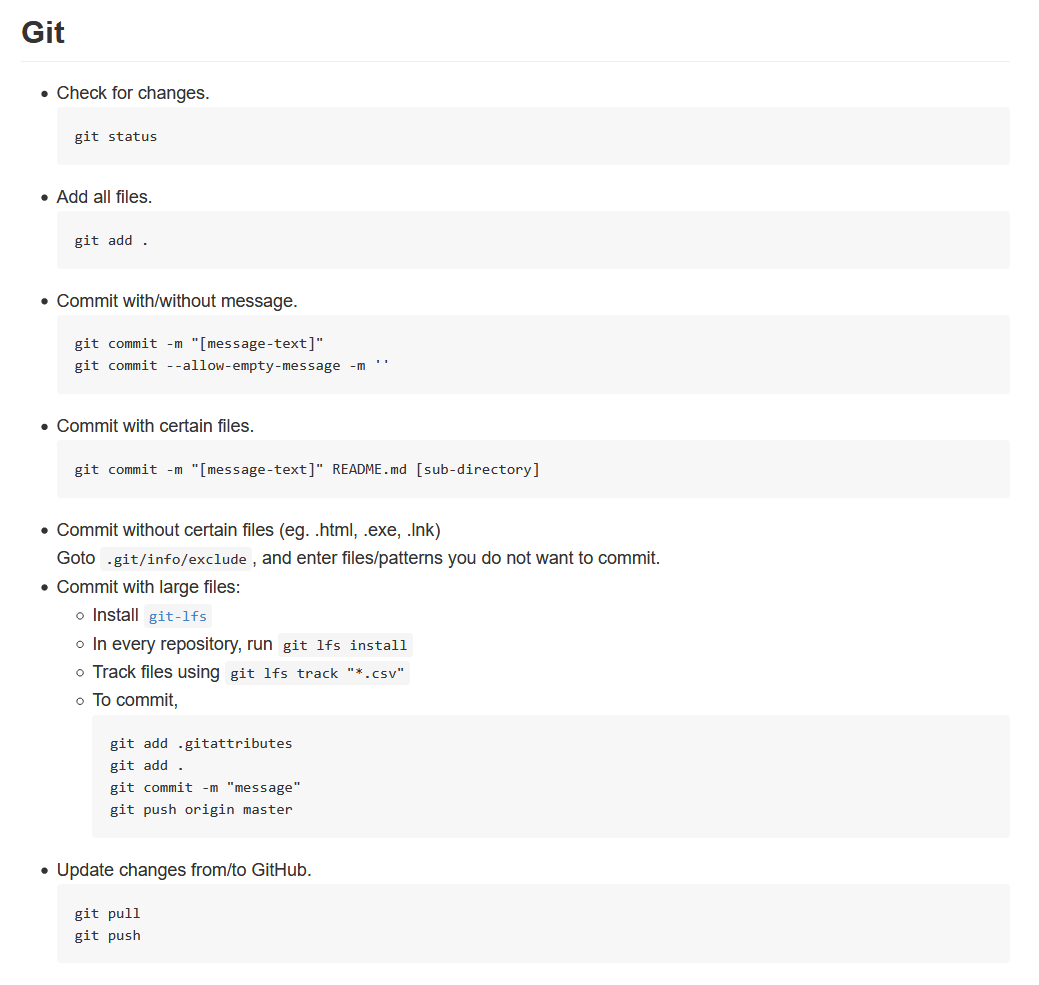 Git
Check for changes.
git status
Add all files.
git add .
Commit with/without message.
git commit -m "[message-text]"
git commit --allow-empty-message -m ''
Commit with certain files.
git commit -m "[message-text]" README.md [sub-directory]
Commit without certain files (eg. .html, .exe, .lnk)
Goto .git/info/exclude, and enter files/patterns you do not want to commit.
Commit with large files:
Install git-lfs
In every repository, run git lfs install
Track files using git lfs track "*.csv"
To commit,
git add .gitattributes
git add .
git commit -m "message"
git push origin master
Update changes from/to GitHub.
git pull
git push